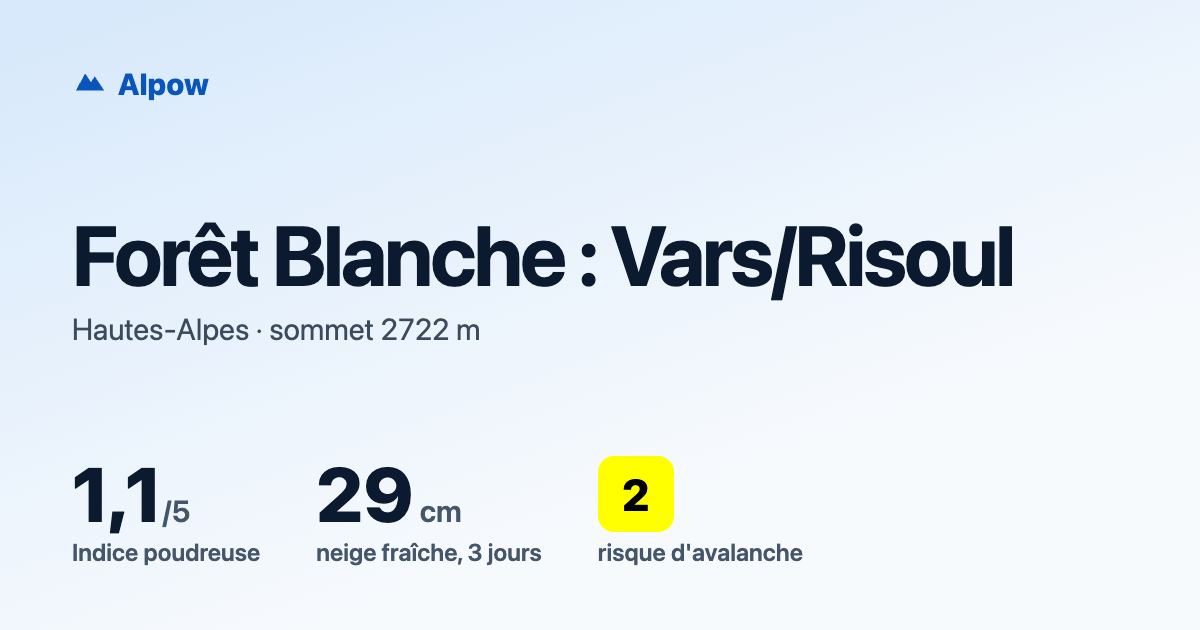 Alpow
Forêt Blanche : Vars/Risoul
Hautes-Alpes · sommet 2722 m
1,1/5
Indice poudreuse
29 cm
neige fraîche, 3 jours
2
risque d'avalanche